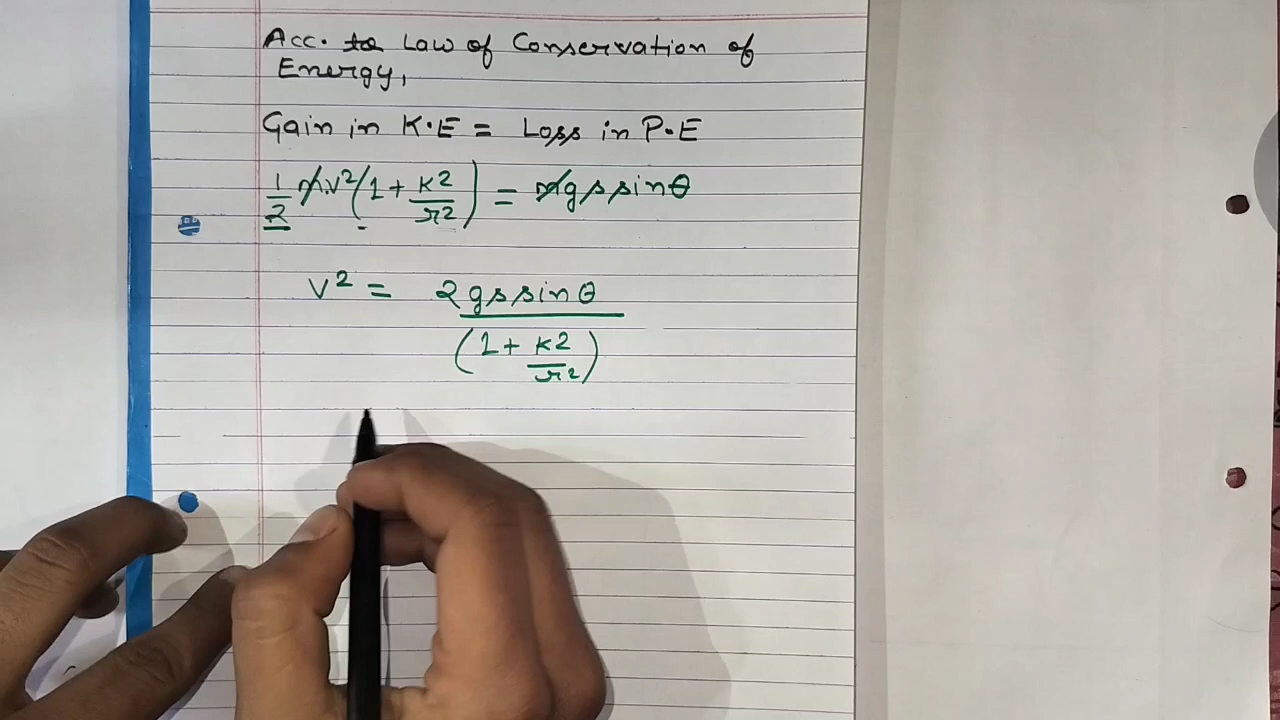 Acc. to Law of Conservation of
Energy,
Gain in K.E = Loss in P.E
1/2 m.v²(1 + K²/r²) = mgs sinθ
v² = 2gs sinθ / (1 + K²/r²)